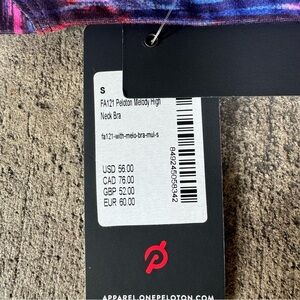 S
FA121 Peloton Melody High
Neck Bra
fa121-with-melo-bra-mul-s
USD 56.00
CAD 76.00
GBP 52.00
EUR 60.00
849245058342
APPAREL.ONEPELOTON.COM